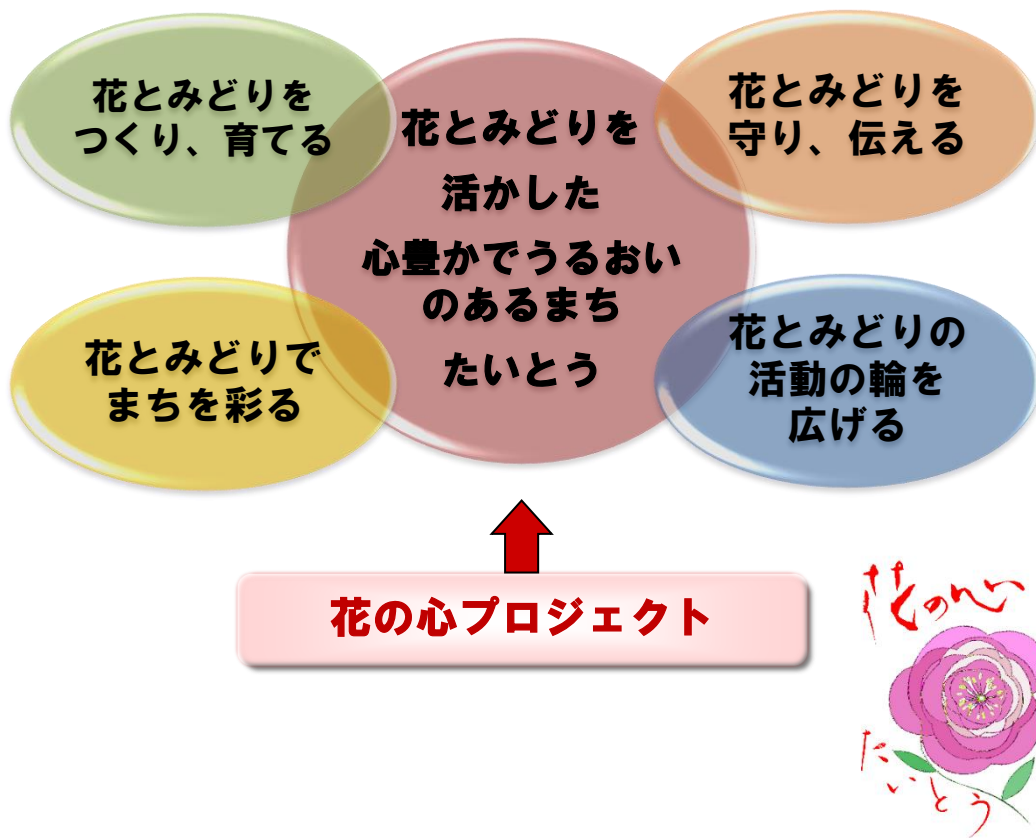 花とみどりを
つくり、育てる
花とみどりを
活かした
心豊かでうるおい
のあるまち
たいとう
花とみどりを
守り、伝える
花とみどりで
まちを彩る
花とみどりの
活動の輪を
広げる
花の心プロジェクト
花の心
たいとう